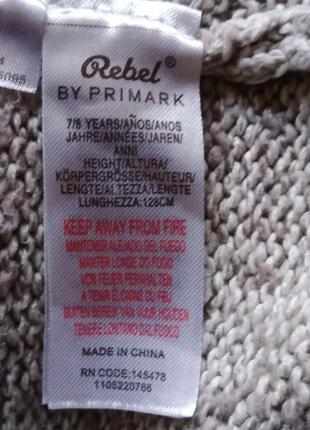 Rebel®
BY PRIMARK
7/8 YEARS/AÑOS/ANOS
JAHRE/ANNÉES/JAREN/
ANNI
HEIGHT/ALTURA/
KÖRPERGRÖSSE/HAUTEUR/
LENGTE/ALTEZZA/LENGTE
LUNGHEZZA:128CM
KEEP AWAY FROM FIRE
MANTENER ALEJADO DEL FUEGO
MANTER LONGE DO FOGO
VON FEUER FERNHALTEN
A TENIR ÉLOIGNÉ DU FEU
BUITEN BEREIK VAN VUUR HOUDEN
TENERE LONTANO DAL FUOCO
MADE IN CHINA
RN CODE:145478
1105220766